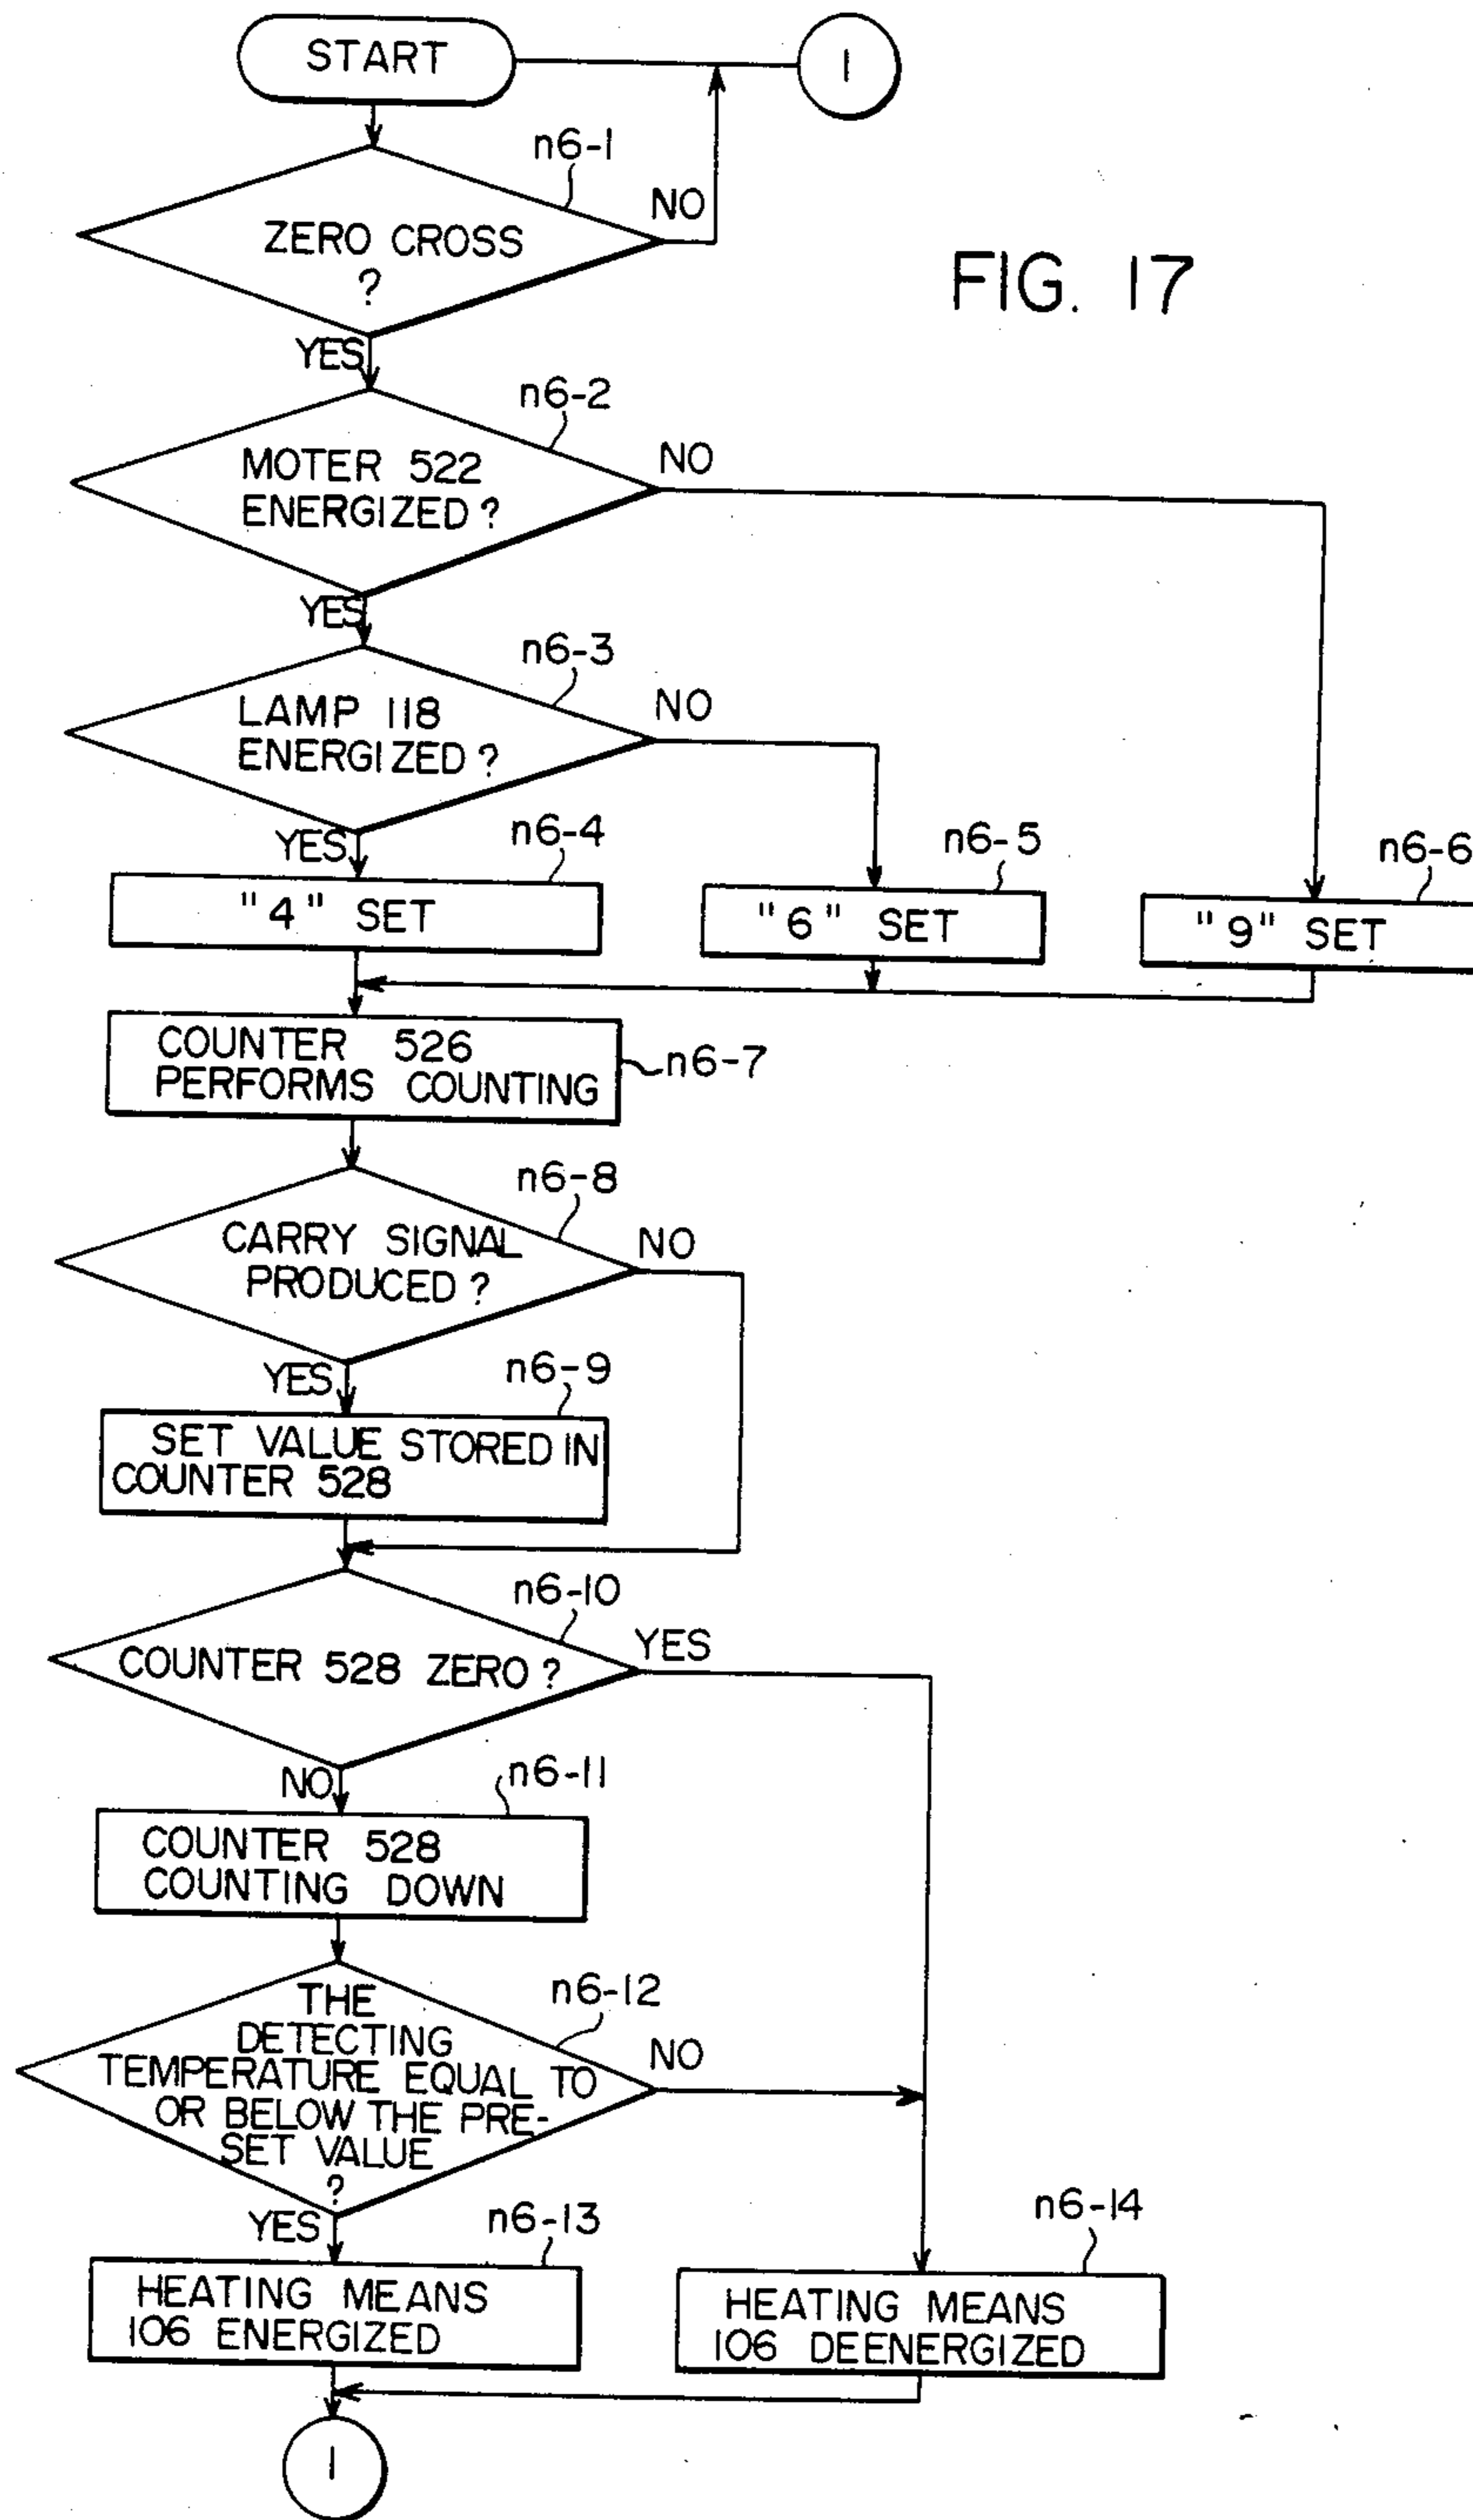 START
1
n6-1
NO
ZERO CROSS
?
FIG. 17
YES
n6-2
NO
MOTER 522
ENERGIZED ?
YES
n6-3
NO
LAMP 118
ENERGIZED ?
YES
n6-4
n6-5
n6-6
"4" SET
"6" SET
"9" SET
COUNTER 526
PERFORMS COUNTING
n6-7
n6-8
NO
CARRY SIGNAL
PRODUCED ?
YES
n6-9
SET VALUE STORED IN
COUNTER 528
n6-10
YES
COUNTER 528 ZERO ?
NO
n6-11
COUNTER 528
COUNTING DOWN
n6-12
NO
THE
DETECTING
TEMPERATURE EQUAL TO
OR BELOW THE PRE-
SET VALUE
?
YES
n6-13
n6-14
HEATING MEANS
106 ENERGIZED
HEATING MEANS
106 DEENERGIZED
1